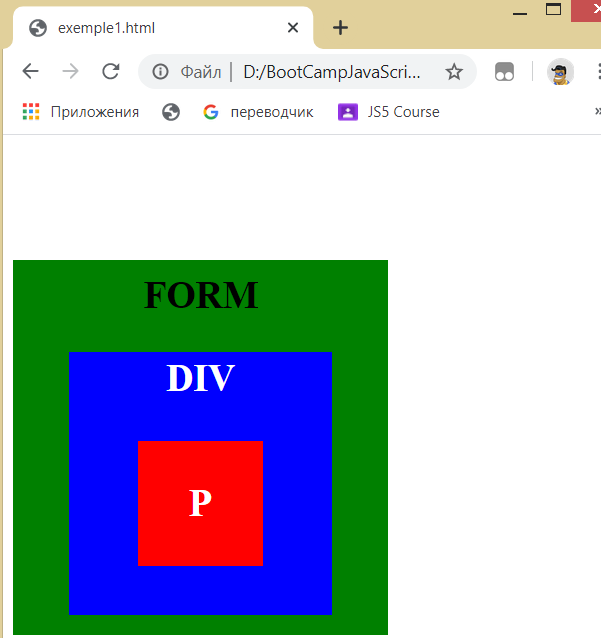 exemple1.html
Файл D:/BootCampJavaScri...
Приложения переводчик JS5 Course
FORM
DIV
P